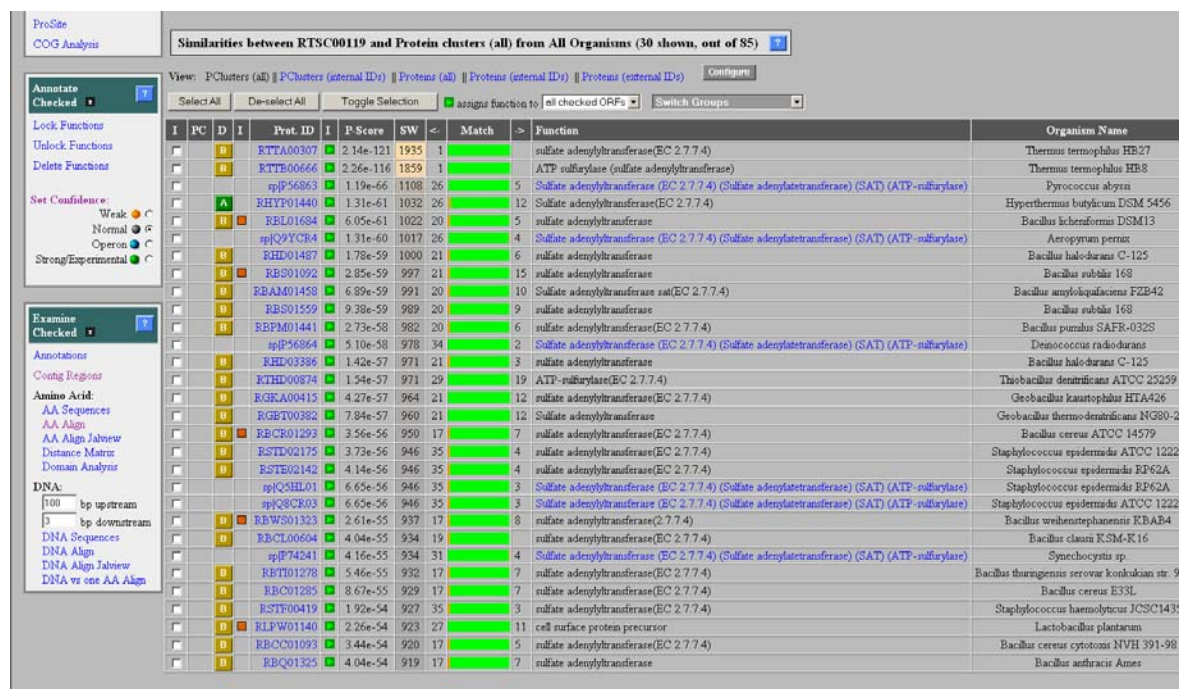 ProSite
COG Analysis
Similarities between RTSC00119 and Protein clusters (all) from All Organisms (30 shown, out of 85) ?
View: PClusters (all) || PClusters (internal IDs) || Proteins (all) || Proteins (internal IDs) || Proteins (external IDs) Configure
Select All De-select All Toggle Selection assigns function to all checked ORFs Switch Groups
Annotate
Checked ?
Lock Functions
Unlock Functions
Delete Functions
Set Confidence:
Weak
Normal
Operon
Strong/Experimental
Examine
Checked ?
Annotations
Contig Regions
Amino Acid:
AA Sequences
AA Align
AA Align Jalview
Distance Matrix
Domain Analysis
DNA:
100 bp upstream
3 bp downstream
DNA Sequences
DNA Align
DNA Align Jalview
DNA vs one AA Align
I PC D I Prot. ID I P-Score SW <- Match -> Function Organism Name
B RTTA00307 2.14e-121 1935 1 sulfate adenylyltransferase(EC 2.7.7.4) Thermus termophilus HB27
B RTTB00666 2.26e-116 1859 1 ATP sulfurylase (sulfate adenylyltransferase) Thermus termophilus HB8
sp|P56863 1.19e-66 1108 26 5 Sulfate adenylyltransferase (EC 2.7.7.4) (Sulfate adenylatetransferase) (SAT) (ATP-sulfurylase) Pyrococcus abyssi
A RHYP01440 1.31e-61 1032 26 12 Sulfate adenylyltransferase(EC 2.7.7.4) Hyperthermus butylicum DSM 5456
B RBL01684 6.05e-61 1022 20 5 sulfate adenylyltransferase Bacillus licheniformis DSM13
sp|Q9YCR4 1.31e-60 1017 26 4 Sulfate adenylyltransferase (EC 2.7.7.4) (Sulfate adenylatetransferase) (SAT) (ATP-sulfurylase) Aeropyrum pernix
B RHD01487 1.78e-59 1000 21 6 sulfate adenylyltransferase Bacillus halodurans C-125
B RBS01092 2.85e-59 997 21 15 sulfate adenylyltransferase Bacillus subtilis 168
B RBAM01458 6.89e-59 991 20 10 Sulfate adenylyltransferase sat(EC 2.7.7.4) Bacillus amyloliquifaciens FZB42
B RBS01559 9.38e-59 989 20 9 sulfate adenylyltransferase Bacillus subtilis 168
B RBPM01441 2.73e-58 982 20 6 sulfate adenylyltransferase(EC 2.7.7.4) Bacillus pumilus SAFR-032S
sp|P56864 5.10e-58 978 34 2 Sulfate adenylyltransferase (EC 2.7.7.4) (Sulfate adenylatetransferase) (SAT) (ATP-sulfurylase) Deinococcus radiodurans
B RHD03386 1.42e-57 971 21 3 sulfate adenylyltransferase Bacillus halodurans C-125
B RTHD00874 1.54e-57 971 29 19 ATP-sulfurylase(EC 2.7.7.4) Thiobacillus denitrificans ATCC 25259
B RGKA00415 4.27e-57 964 21 12 sulfate adenylyltransferase(EC 2.7.7.4) Geobacillus kaustophilus HTA426
B RGBT00382 7.84e-57 960 21 12 Sulfate adenylyltransferase Geobacillus thermodenitrificans NG80-2
B RBCR01293 3.56e-56 950 17 7 sulfate adenylyltransferase(EC 2.7.7.4) Bacillus cereus ATCC 14579
B RSTD02175 3.73e-56 946 35 4 sulfate adenylyltransferase(EC 2.7.7.4) Staphylococcus epidermidis ATCC 1222
B RSTE02142 4.14e-56 946 35 4 sulfate adenylyltransferase(EC 2.7.7.4) Staphylococcus epidermidis RP62A
sp|Q5HL01 6.65e-56 946 35 3 Sulfate adenylyltransferase (EC 2.7.7.4) (Sulfate adenylatetransferase) (SAT) (ATP-sulfurylase) Staphylococcus epidermidis RP62A
sp|Q8CR03 6.65e-56 946 35 3 Sulfate adenylyltransferase (EC 2.7.7.4) (Sulfate adenylatetransferase) (SAT) (ATP-sulfurylase) Staphylococcus epidermidis ATCC 1222
B RBWS01323 2.61e-55 937 17 8 sulfate adenylyltransferase(2.7.7.4) Bacillus weihenstephanensis KBAB4
B RBCL00604 4.04e-55 934 19 sulfate adenylyltransferase(EC 2.7.7.4) Bacillus clausii KSM-K16
sp|P74241 4.16e-55 934 31 4 Sulfate adenylyltransferase (EC 2.7.7.4) (Sulfate adenylatetransferase) (SAT) (ATP-sulfurylase) Synechocystis sp.
B RBTI01278 5.46e-55 932 17 7 sulfate adenylyltransferase(EC 2.7.7.4) Bacillus thuringiensis serovar konkukian str. 9
B RBC01285 8.67e-55 929 17 7 sulfate adenylyltransferase(EC 2.7.7.4) Bacillus cereus E33L
B RSTF00419 1.92e-54 927 35 3 sulfate adenylyltransferase(EC 2.7.7.4) Staphylococcus haemolyticus JCSC1435
B RLPW01140 2.26e-54 923 27 11 cell surface protein precursor Lactobacillus plantarum
B RBCC01093 3.44e-54 920 17 5 sulfate adenylyltransferase(EC 2.7.7.4) Bacillus cereus cytotoxis NVH 391-98
B RBQ01325 4.04e-54 919 17 7 sulfate adenylyltransferase Bacillus anthracis Ames